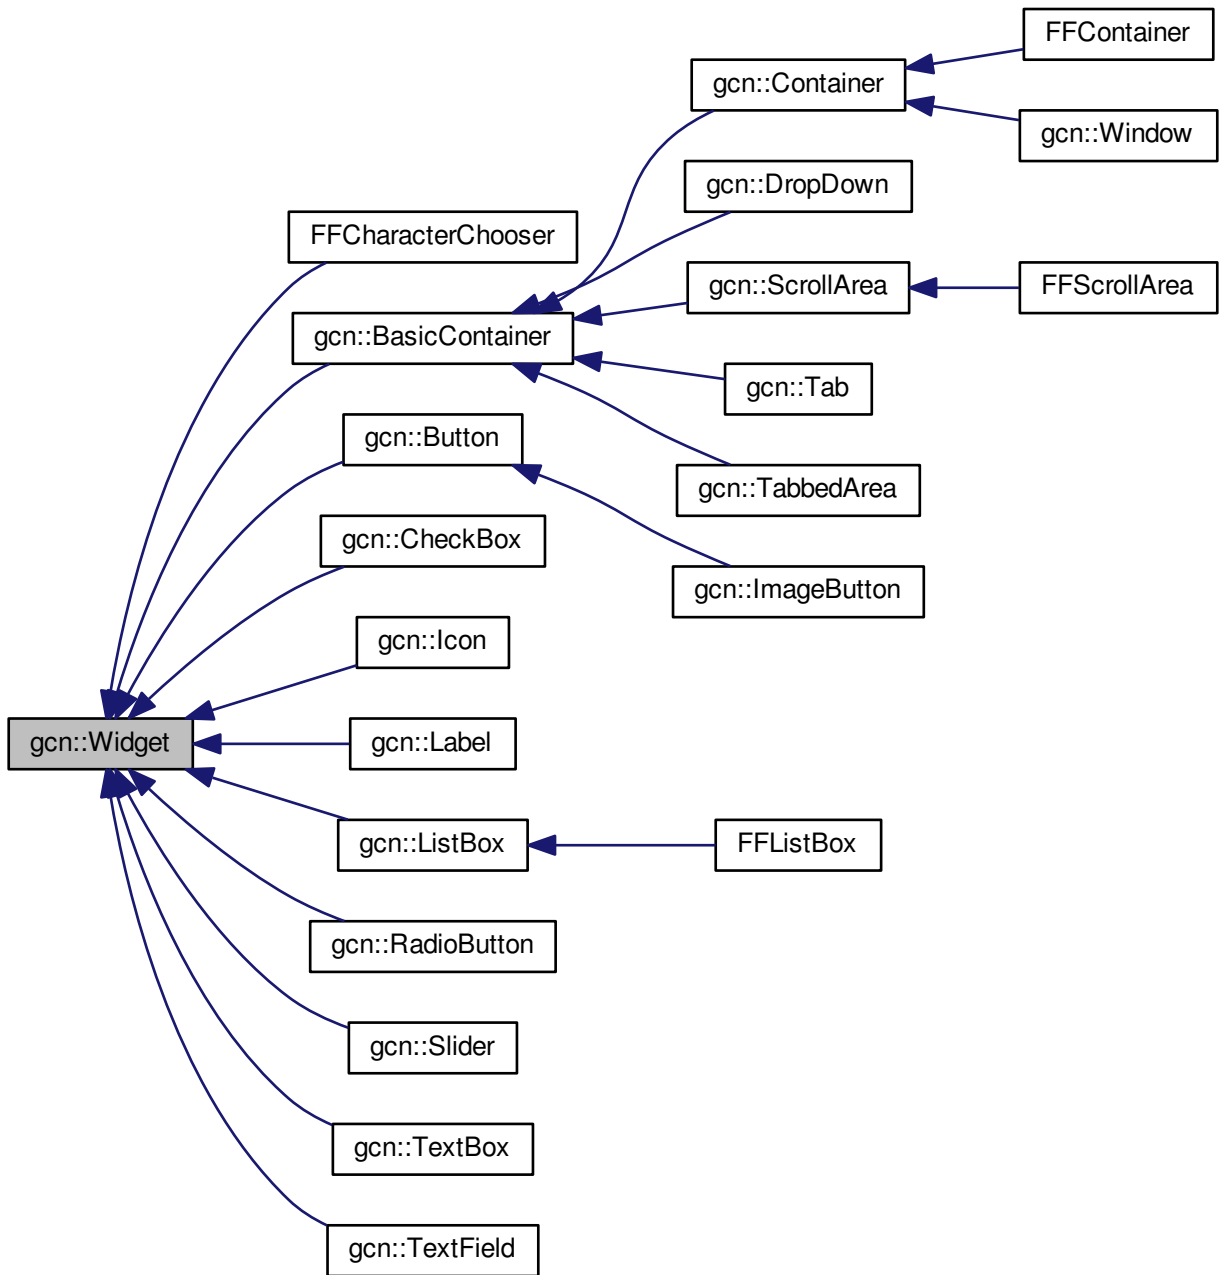 FFContainer
gcn::Container
gcn::Window
gcn::DropDown
FFCharacterChooser
gcn::ScrollArea
FFScrollArea
gcn::BasicContainer
gcn::Tab
gcn::Button
gcn::TabbedArea
gcn::CheckBox
gcn::ImageButton
gcn::Icon
gcn::Widget
gcn::Label
gcn::ListBox
FFListBox
gcn::RadioButton
gcn::Slider
gcn::TextBox
gcn::TextField